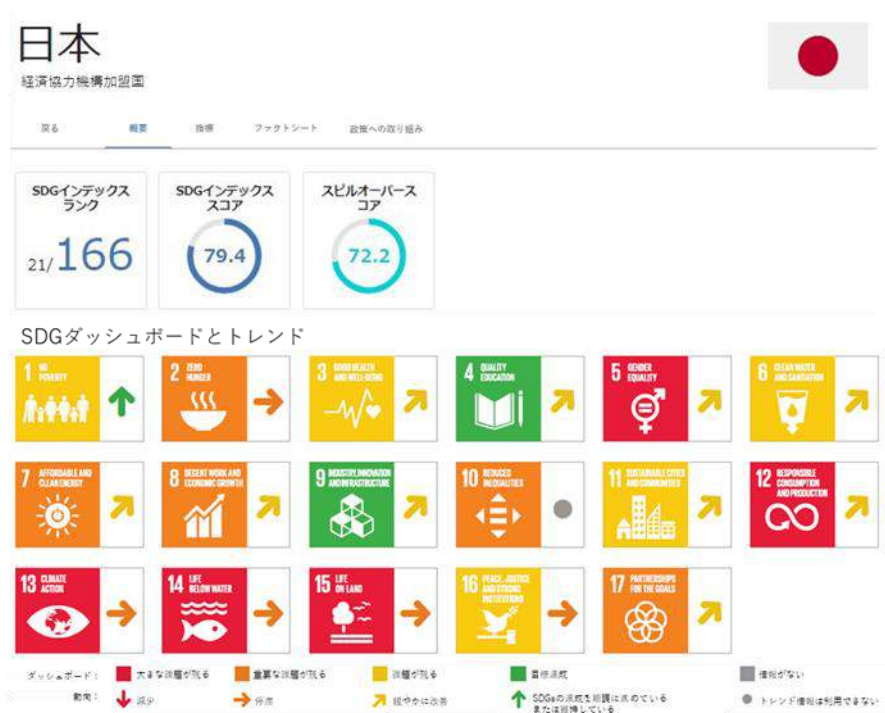 日本
経済協力機構加盟国
戻る 概要 指標 ファクトシート 政策への取り組み
SDGインデックス
ランク
21/166
SDGインデックス
スコア
79.4
スピルオーバース
コア
72.2
SDGダッシュボードとトレンド
1 NO
POVERTY
2 ZERO
HUNGER
3 GOOD HEALTH
AND WELL-BEING
4 QUALITY
EDUCATION
5 GENDER
EQUALITY
6 CLEAN WATER
AND SANITATION
7 AFFORDABLE AND
CLEAN ENERGY
8 DECENT WORK AND
ECONOMIC GROWTH
9 INDUSTRY, INNOVATION
AND INFRASTRUCTURE
10 REDUCED
INEQUALITIES
11 SUSTAINABLE CITIES
AND COMMUNITIES
12 RESPONSIBLE
CONSUMPTION
AND PRODUCTION
13 CLIMATE
ACTION
14 LIFE
BELOW WATER
15 LIFE
ON LAND
16 PEACE, JUSTICE
AND STRONG
INSTITUTIONS
17 PARTNERSHIPS
FOR THE GOALS
ダッシュボード： 大きな課題が残る 重要な課題が残る 課題が残る 目標達成 情報がない
動向： 減少 停滞 緩やかに改善 SDGsの達成を順調に進めている トレンド情報は利用できない
または維持している